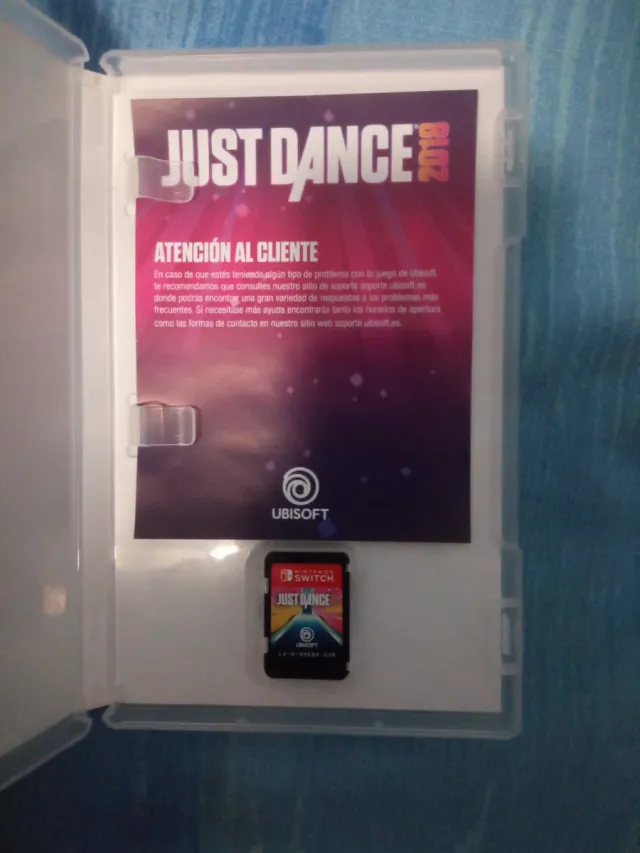 JUST DANCE 2018
ATENCIÓN AL CLIENTE
En caso de que estés teniendo algún tipo de problema con tu juego de Ubisoft
te recomendamos que consultes nuestro sitio de soporte soporte.ubisoft.es
donde podrás encontrar una gran variedad de respuestas a los problemas más
frecuentes. Si necesitase más ayuda encontrarás tanto los horarios de apertura
como las formas de contacto en nuestro sitio web soporte.ubisoft.es.
UBISOFT
NINTENDO
SWITCH
JUST DANCE
UBISOFT